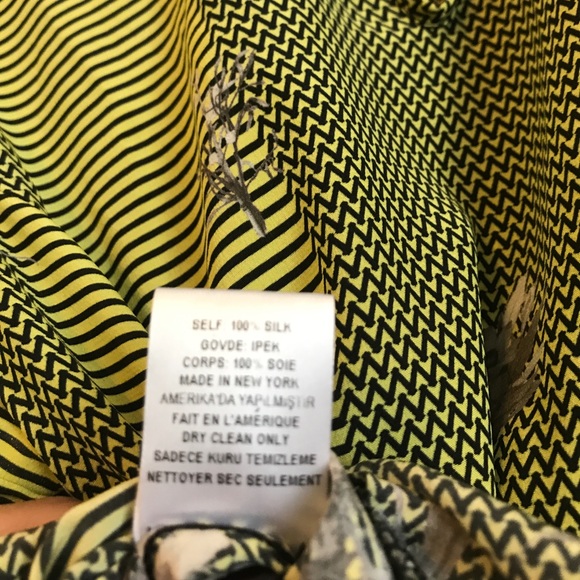 SELF: 100% SILK
GOVDE: IPEK
CORPS: 100% SOIE
MADE IN NEW YORK
AMERIKA'DA YAPILMIŞTIR
FAIT EN L'AMÉRIQUE
DRY CLEAN ONLY
SADECE KURU TEMIZLEME
NETTOYER SEC SEULEMENT